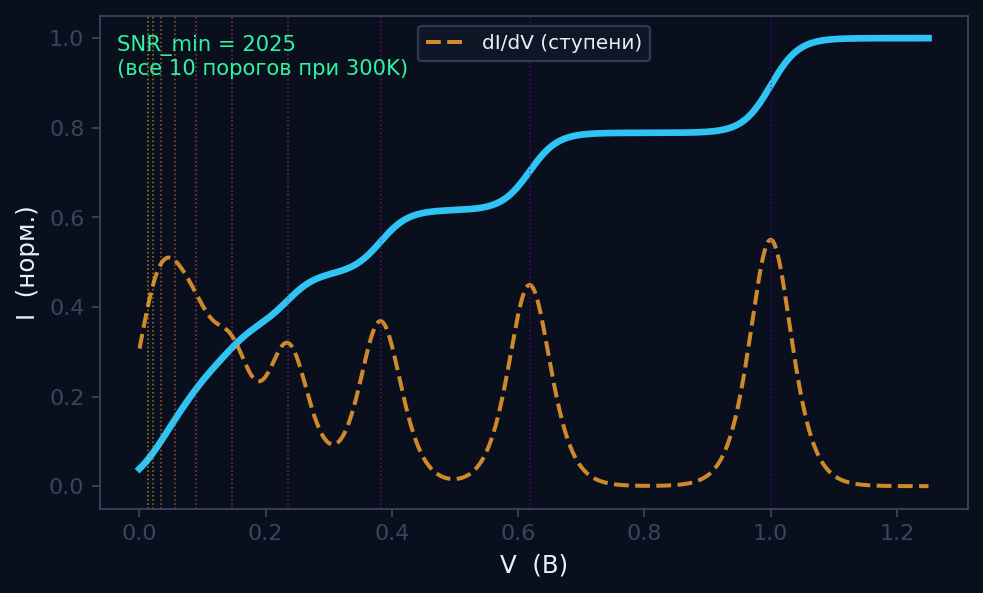 SNR_min = 2025
(все 10 порогов при 300K)
dI/dV (ступени)
I (норм.)
1.0
0.8
0.6
0.4
0.2
0.0
0.0 0.2 0.4 0.6 0.8 1.0 1.2
V (В)